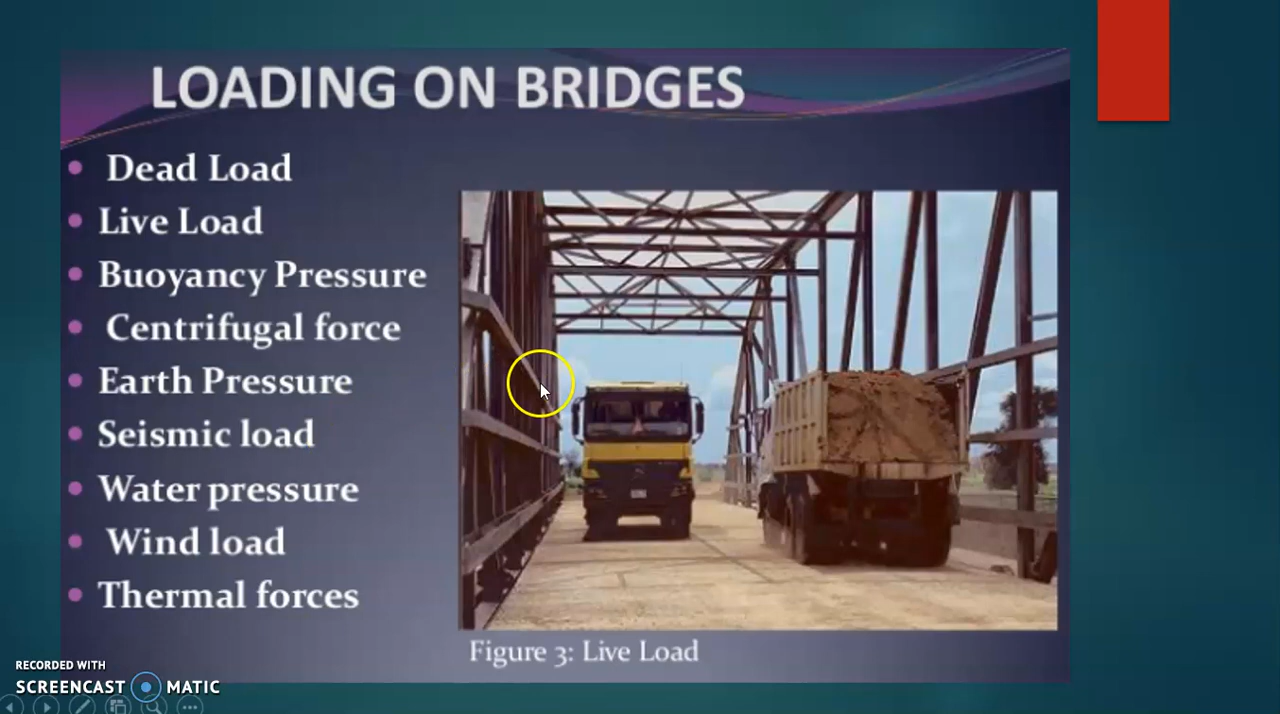 LOADING ON BRIDGES
Dead Load
Live Load
Buoyancy Pressure
Centrifugal force
Earth Pressure
Seismic load
Water pressure
Wind load
Thermal forces
Figure 3: Live Load
RECORDED WITH
SCREENCAST MATIC